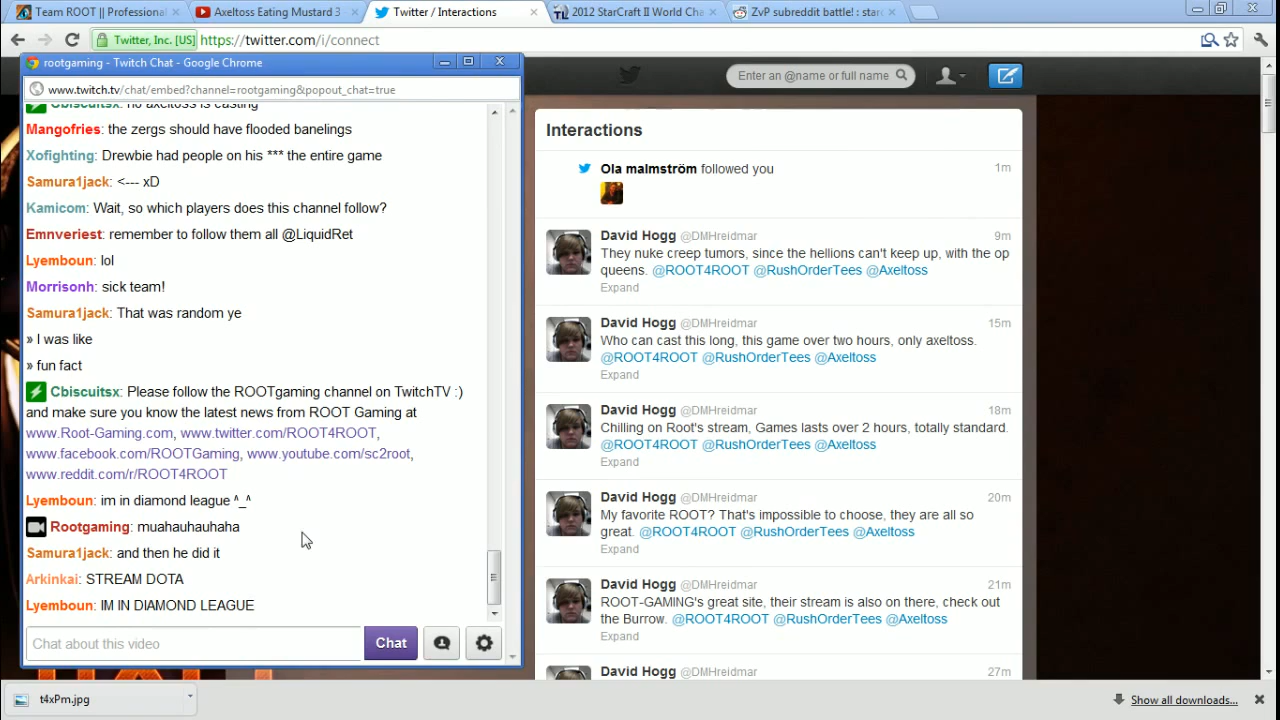 Team ROOT || Professional
Axeltoss Eating Mustard 3
Twitter / Interactions
2012 StarCraft II World Cha
ZvP subreddit battle! : starc
Twitter, Inc. [US] https://twitter.com/i/connect
rootgaming - Twitch Chat - Google Chrome
www.twitch.tv/chat/embed?channel=rootgaming&popout_chat=true
Cbiscuitsx: no axeltoss is casting
Mangofries: the zergs should have flooded banelings
Xofighting: Drewbie had people on his *** the entire game
Samura1jack: <--- xD
Kamicom: Wait, so which players does this channel follow?
Emnveriest: remember to follow them all @LiquidRet
Lyemboun: lol
Morrisonh: sick team!
Samura1jack: That was random ye
» I was like
» fun fact
Cbiscuitsx: Please follow the ROOTgaming channel on TwitchTV :)
and make sure you know the latest news from ROOT Gaming at
www.Root-Gaming.com, www.twitter.com/ROOT4ROOT,
www.facebook.com/ROOTGaming, www.youtube.com/sc2root,
www.reddit.com/r/ROOT4ROOT
Lyemboun: im in diamond league ^_^
Rootgaming: muahauhauhaha
Samura1jack: and then he did it
Arkinkai: STREAM DOTA
Lyemboun: IM IN DIAMOND LEAGUE
Chat about this video
Chat
Enter an @name or full name
Interactions
Ola malmström followed you 1m
David Hogg @DMHreidmar 9m
They nuke creep tumors, since the hellions can't keep up, with the op
queens. @ROOT4ROOT @RushOrderTees @Axeltoss
Expand
David Hogg @DMHreidmar 15m
Who can cast this long, this game over two hours, only axeltoss.
@ROOT4ROOT @RushOrderTees @Axeltoss
Expand
David Hogg @DMHreidmar 18m
Chilling on Root's stream, Games lasts over 2 hours, totally standard.
@ROOT4ROOT @RushOrderTees @Axeltoss
Expand
David Hogg @DMHreidmar 20m
My favorite ROOT? That's impossible to choose, they are all so
great. @ROOT4ROOT @RushOrderTees @Axeltoss
Expand
David Hogg @DMHreidmar 21m
ROOT-GAMING's great site, their stream is also on there, check out
the Burrow. @ROOT4ROOT @RushOrderTees @Axeltoss
Expand
David Hogg @DMHreidmar 27m
t4xPm.jpg
Show all downloads...